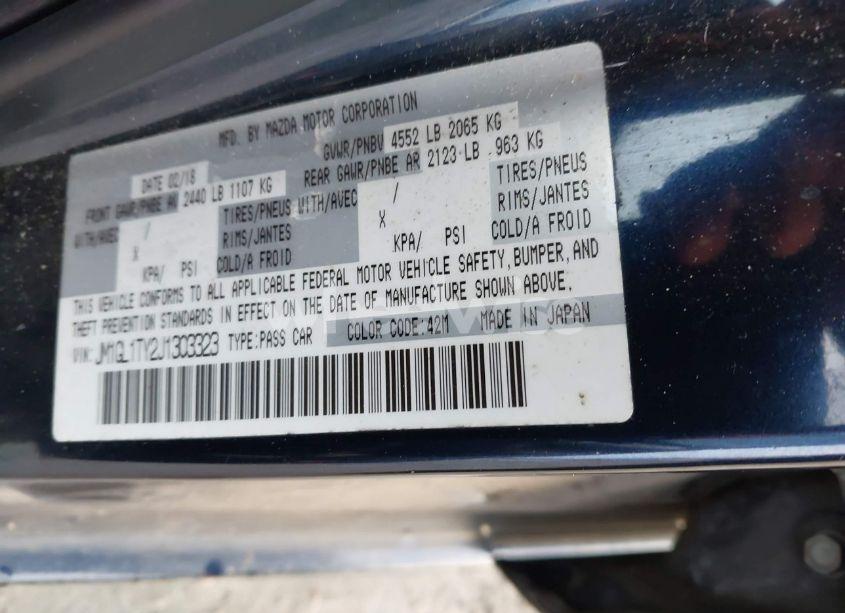 MFD. BY MAZDA MOTOR CORPORATION
DATE 02/18 GVWR/PNBV 4552 LB 2065 KG
FRONT GAWR/PNBE AV 2440 LB 1107 KG REAR GAWR/PNBE AR 2123 LB 963 KG
WITH/AVEC / TIRES/PNEUS WITH/AVEC / TIRES/PNEUS
X RIMS/JANTES X RIMS/JANTES
KPA/ PSI COLD/A FROID KPA/ PSI COLD/A FROID
THIS VEHICLE CONFORMS TO ALL APPLICABLE FEDERAL MOTOR VEHICLE SAFETY, BUMPER, AND
THEFT PREVENTION STANDARDS IN EFFECT ON THE DATE OF MANUFACTURE SHOWN ABOVE.
VIN: JM1GL1TY2J1303323 TYPE:PASS CAR COLOR CODE:42M MADE IN JAPAN